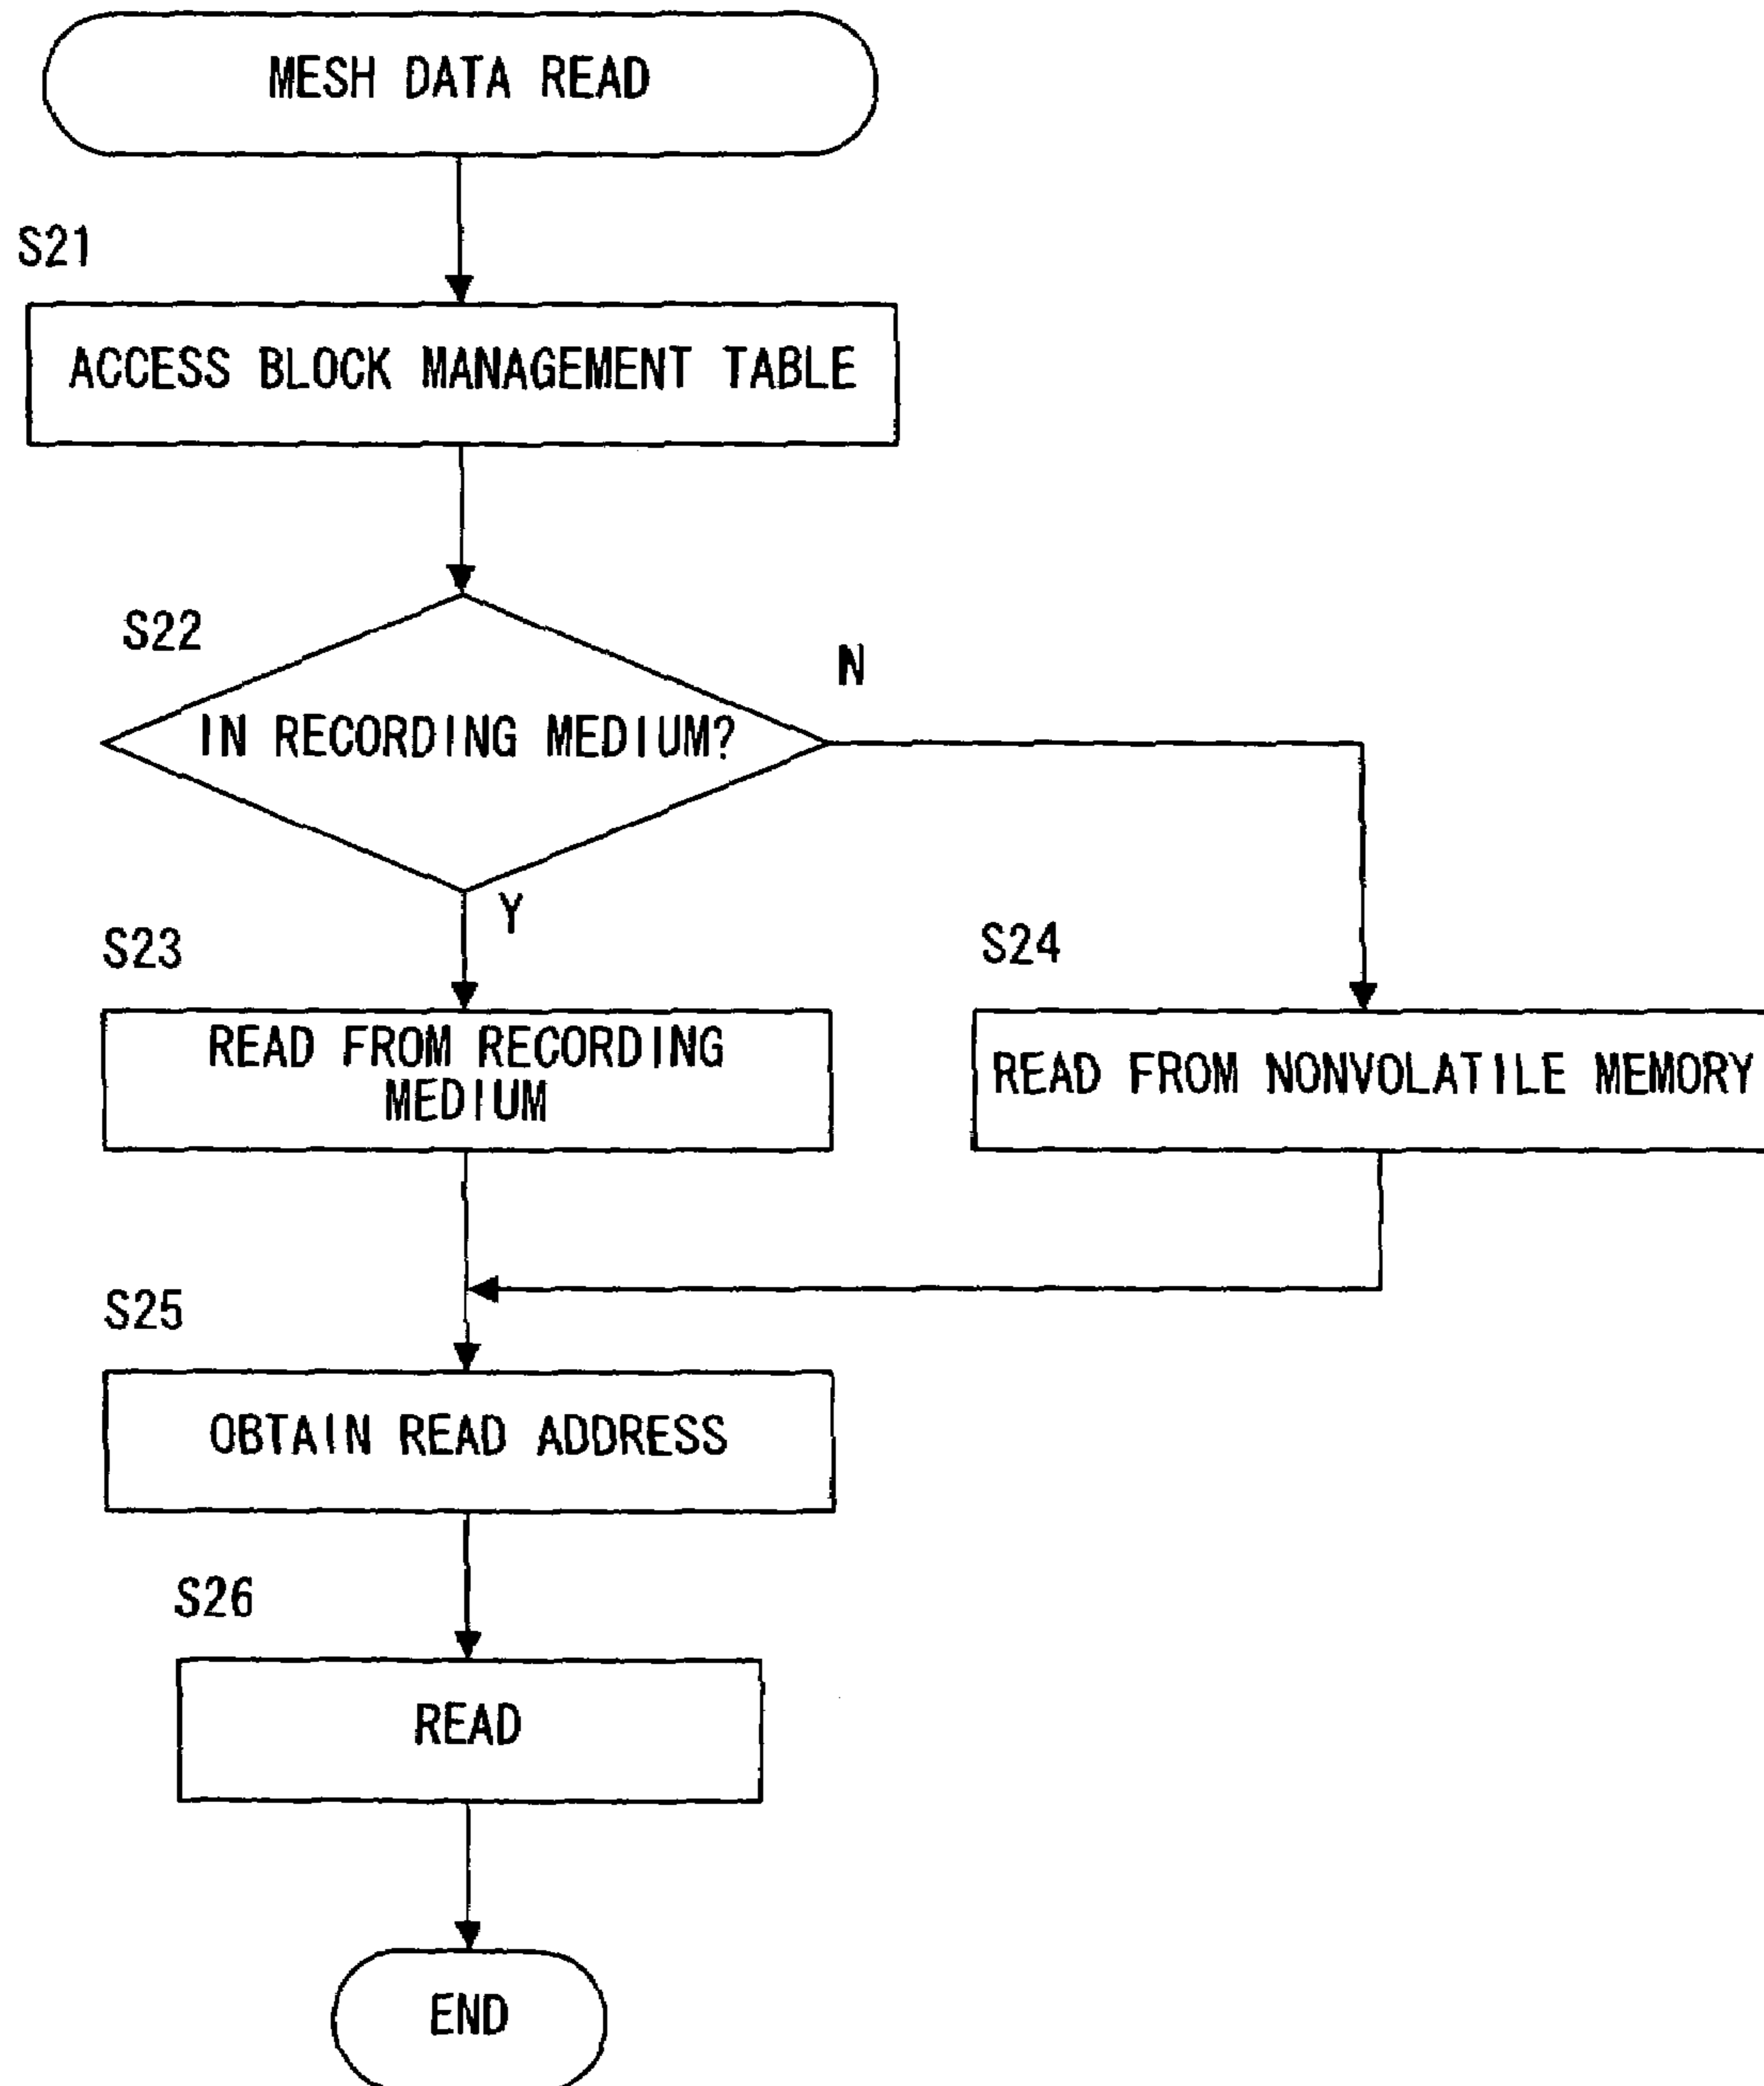 MESH DATA READ
S21
ACCESS BLOCK MANAGEMENT TABLE
S22
IN RECORDING MEDIUM?
N
Y
S23
READ FROM RECORDING
MEDIUM
S24
READ FROM NONVOLATILE MEMORY
S25
OBTAIN READ ADDRESS
S26
READ
END